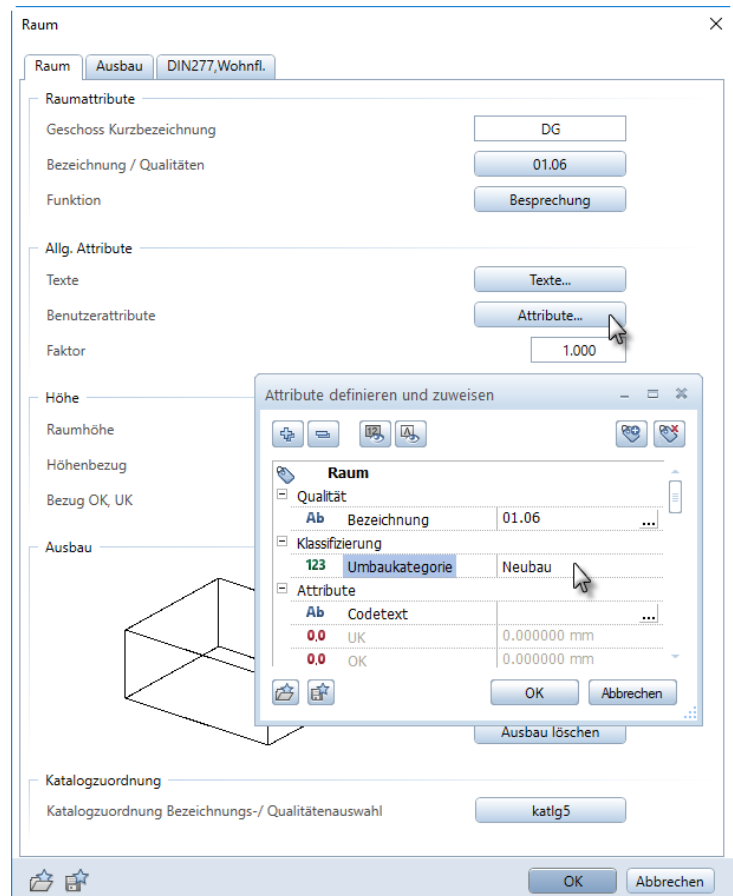 Raum
Raum Ausbau DIN277,Wohnfl.
Raumattribute
Geschoss Kurzbezeichnung DG
Bezeichnung / Qualitäten 01.06
Funktion Besprechung
Allg. Attribute
Texte Texte...
Benutzerattribute Attribute...
Faktor 1.000
Höhe
Raumhöhe
Höhenbezug
Bezug OK, UK
Attribute definieren und zuweisen
12 A
Raum
Qualität
Ab Bezeichnung 01.06 ...
Klassifizierung
123 Umbaukategorie Neubau
Attribute
Ab Codetext ...
0,0 UK 0.000000 mm
0,0 OK 0.000000 mm
OK Abbrechen
Ausbau
Ausbau löschen
Katalogzuordnung
Katalogzuordnung Bezeichnungs-/ Qualitätenauswahl katlg5
OK Abbrechen